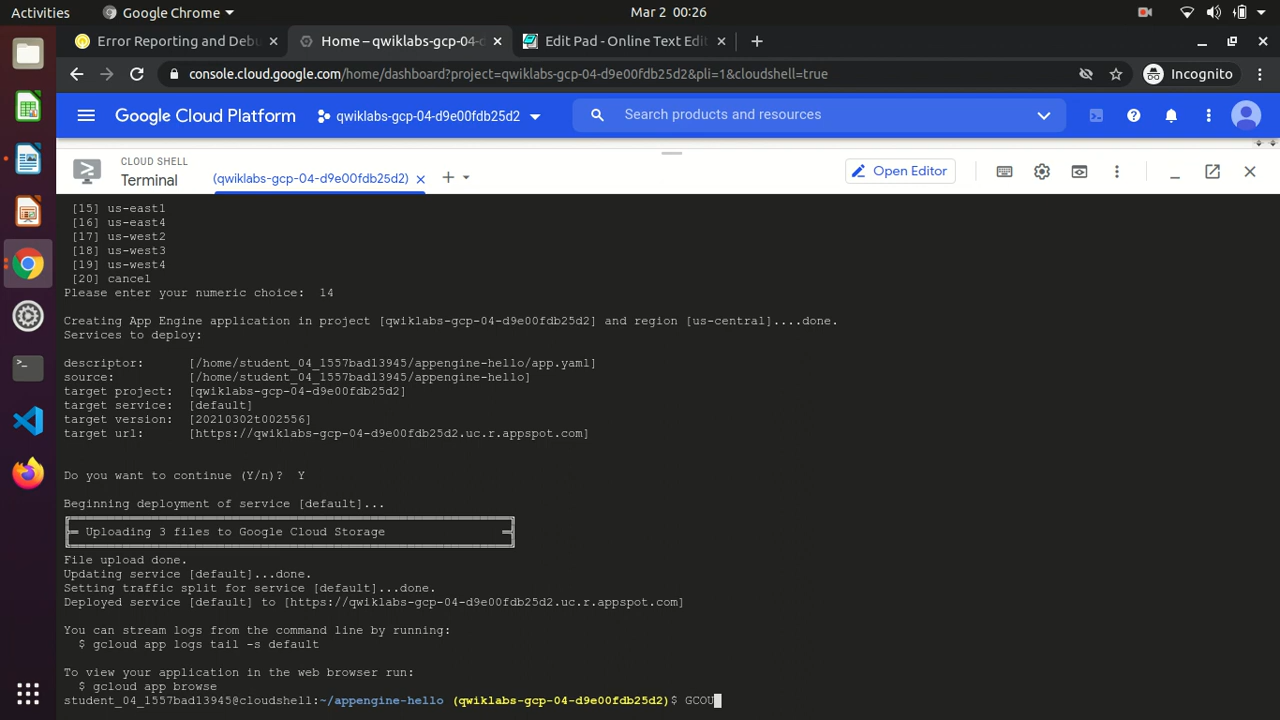 Activities
Google Chrome
Mar 2 00:26
Error Reporting and Debu
Home – qwiklabs-gcp-04-
Edit Pad - Online Text Edit
console.cloud.google.com/home/dashboard?project=qwiklabs-gcp-04-d9e00fdb25d2&pli=1&cloudshell=true
Incognito
Google Cloud Platform
qwiklabs-gcp-04-d9e00fdb25d2
Search products and resources
CLOUD SHELL
Terminal
(qwiklabs-gcp-04-d9e00fdb25d2)
Open Editor
[15] us-east1
[16] us-east4
[17] us-west2
[18] us-west3
[19] us-west4
[20] cancel
Please enter your numeric choice:  14
Creating App Engine application in project [qwiklabs-gcp-04-d9e00fdb25d2] and region [us-central]....done.
Services to deploy:
descriptor:      [/home/student_04_1557bad13945/appengine-hello/app.yaml]
source:          [/home/student_04_1557bad13945/appengine-hello]
target project:  [qwiklabs-gcp-04-d9e00fdb25d2]
target service:  [default]
target version:  [20210302t002556]
target url:      [https://qwiklabs-gcp-04-d9e00fdb25d2.uc.r.appspot.com]
Do you want to continue (Y/n)?  Y
Beginning deployment of service [default]...
Uploading 3 files to Google Cloud Storage
File upload done.
Updating service [default]...done.
Setting traffic split for service [default]...done.
Deployed service [default] to [https://qwiklabs-gcp-04-d9e00fdb25d2.uc.r.appspot.com]
You can stream logs from the command line by running:
$ gcloud app logs tail -s default
To view your application in the web browser run:
$ gcloud app browse
student_04_1557bad13945@cloudshell:~/appengine-hello (qwiklabs-gcp-04-d9e00fdb25d2)$ GCOU